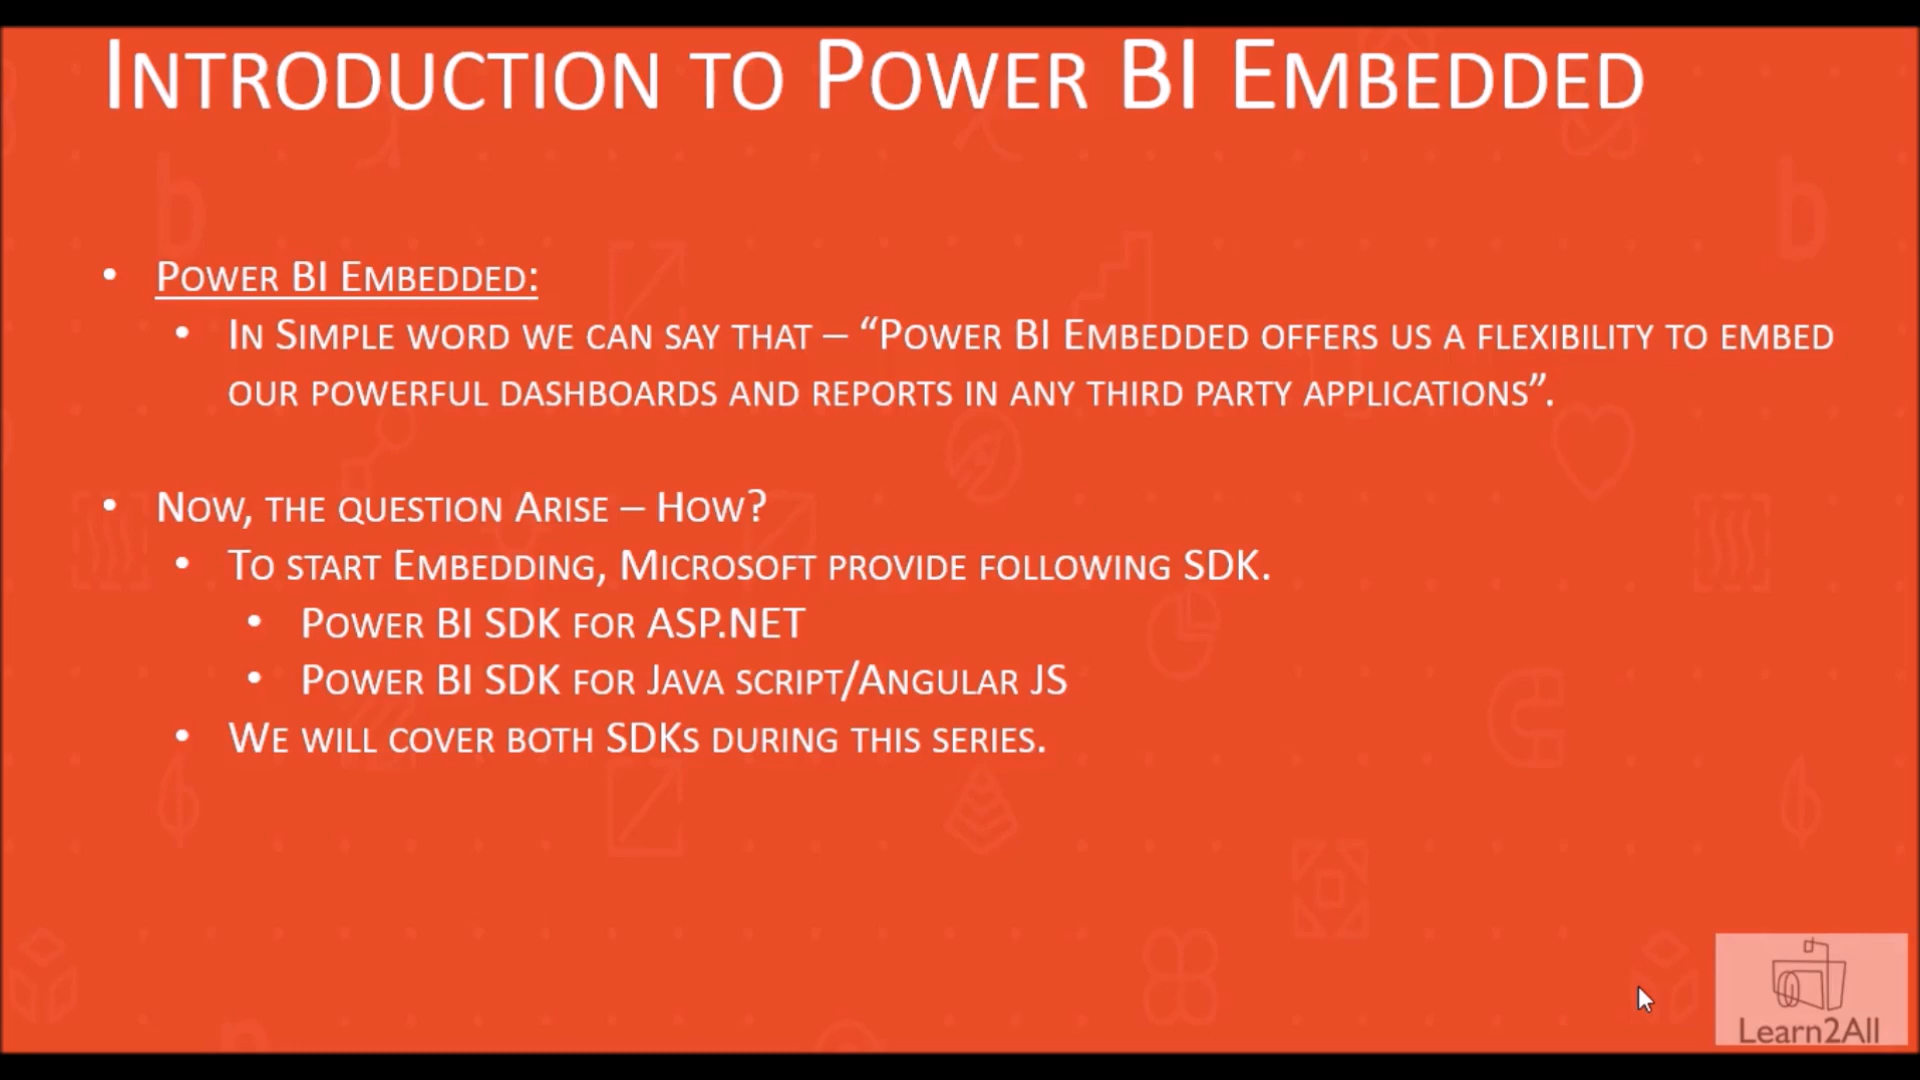 Introduction to Power BI Embedded
• Power BI Embedded:
• In Simple word we can say that – “Power BI Embedded offers us a flexibility to embed
our powerful dashboards and reports in any third party applications”.
• Now, the question Arise – How?
• To start Embedding, Microsoft provide following SDK.
• Power BI SDK for ASP.NET
• Power BI SDK for Java script/Angular JS
• We will cover both SDKs during this series.
Learn2All